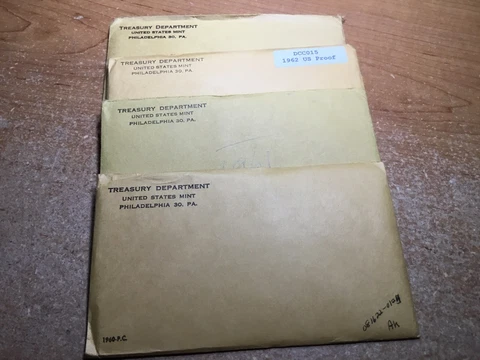 TREASURY DEPARTMENT
UNITED STATES MINT
PHILADELPHIA 30, PA.
DCC015
1962 US Proof
TREASURY DEPARTMENT
UNITED STATES MINT
PHILADELPHIA 30, PA.
TREASURY DEPARTMENT
UNITED STATES MINT
PHILADELPHIA 30, PA.
TREASURY DEPARTMENT
UNITED STATES MINT
PHILADELPHIA 30, PA.
1960-P.C.